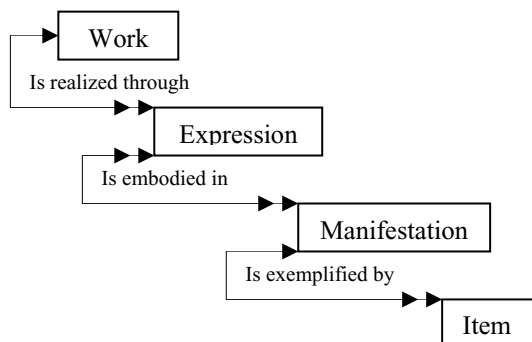 Work
Is realized through
Expression
Is embodied in
Manifestation
Is exemplified by
Item